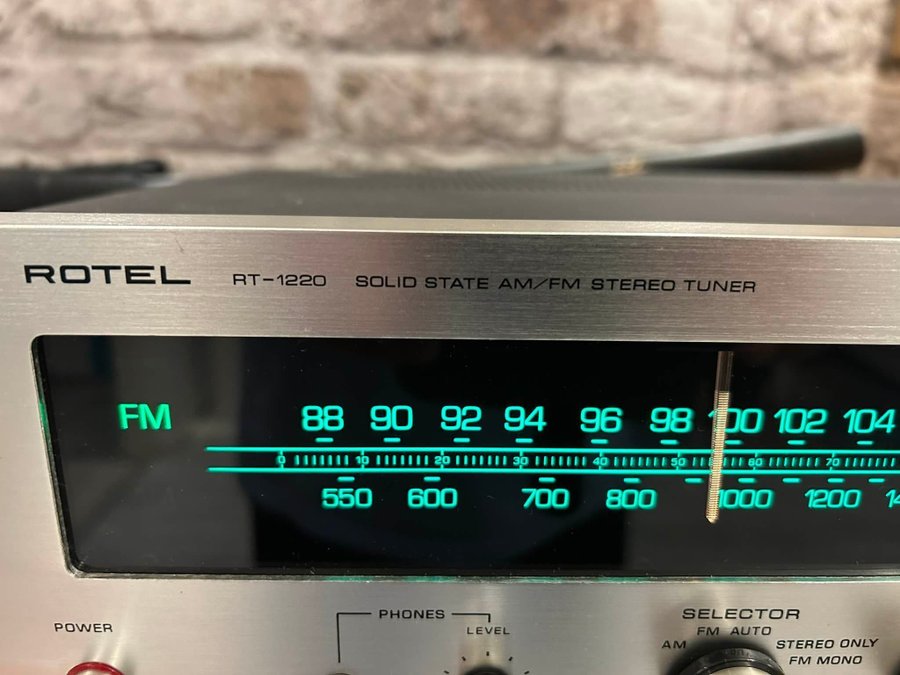 ROTEL RT-1220 SOLID STATE AM/FM STEREO TUNER
FM 88 90 92 94 96 98 100 102 104
0 10 20 30 40 50 60 70
550 600 700 800 1000 1200
POWER PHONES LEVEL SELECTOR
AM FM AUTO STEREO ONLY
FM MONO